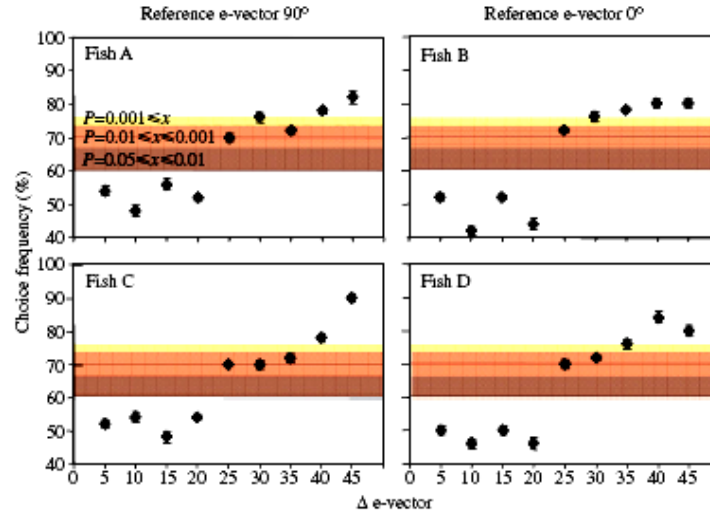 Reference e-vector 90°
Reference e-vector 0°
100
90
80
70
60
50
40
Fish A
P=0.001⩽x
P=0.01⩽x⩽0.001
P=0.05⩽x⩽0.01
Fish B
Choice frequency (%)
100
90
80
70
60
50
40
Fish C
Fish D
0 5 10 15 20 25 30 35 40 45
0 5 10 15 20 25 30 35 40 45
Δ e-vector